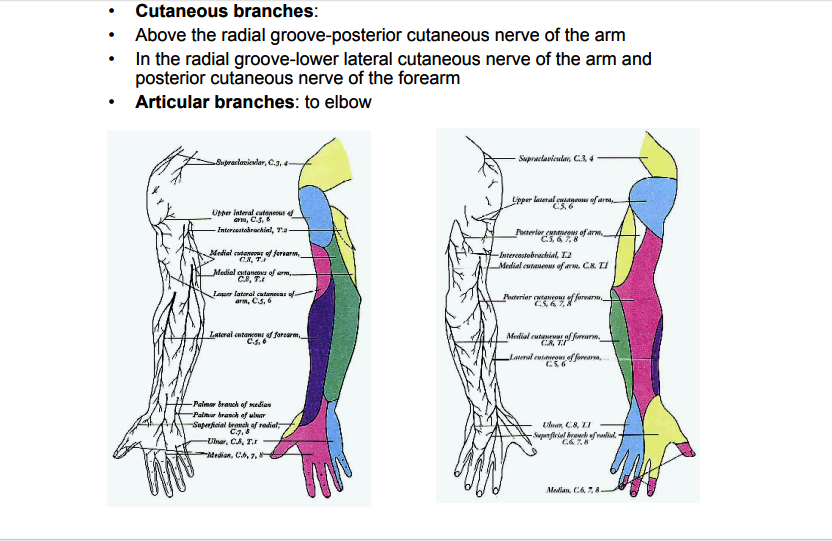 • Cutaneous branches:
• Above the radial groove-posterior cutaneous nerve of the arm
• In the radial groove-lower lateral cutaneous nerve of the arm and
posterior cutaneous nerve of the forearm
• Articular branches: to elbow
Supraclavicular, C.3, 4
Upper lateral cutaneous of
arm, C.5, 6
Intercostobrachial, T.2
Medial cutaneous of forearm,
C.8, T.1
Medial cutaneous of arm,
C.8, T.1
Lower lateral cutaneous of
arm, C.5, 6
Lateral cutaneous of forearm,
C.5, 6
Palmar branch of median
Palmar branch of ulnar
Superficial branch of radial,
C.7, 8
Ulnar, C.8, T.1
Median, C.6, 7, 8
Supraclavicular, C.3, 4
Upper lateral cutaneous of arm,
C.5, 6
Posterior cutaneous of arm,
C.5, 6, 7, 8
Intercostobrachial, T.2
Medial cutaneous of arm. C.8. T.1
Posterior cutaneous of forearm,
C.5, 6, 7, 8
Medial cutaneous of forearm.
C.8, T.1
Lateral cutaneous of forearm,
C.5, 6
Ulnar, C.8, T.1
Superficial branch of radial,
C.6, 7, 8
Median, C.6, 7, 8